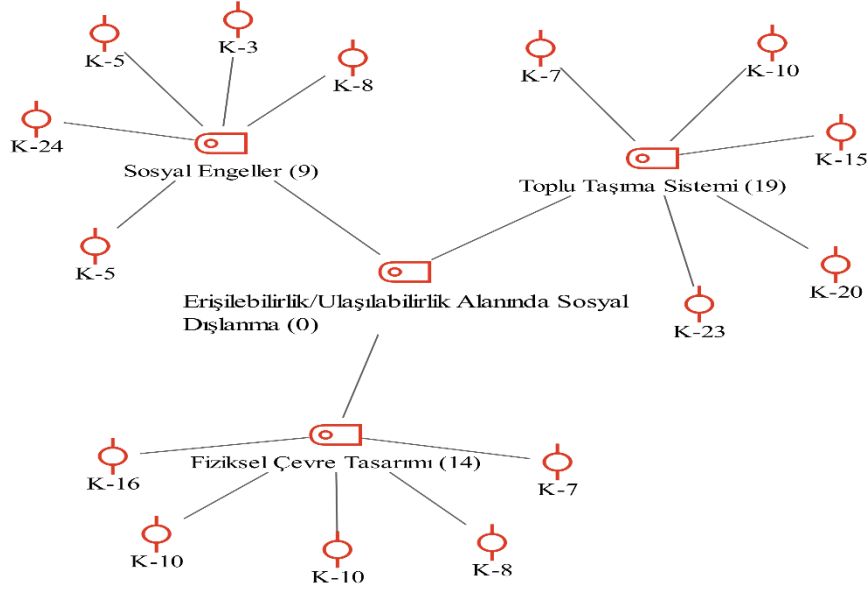 K-5
K-3
K-8
K-24
Sosyal Engeller (9)
K-5
K-7
K-10
K-15
Toplu Taşıma Sistemi (19)
K-20
K-23
Erişilebilirlik/Ulaşılabilirlik Alanında Sosyal
Dışlanma (0)
Fiziksel Çevre Tasarımı (14)
K-16
K-7
K-10
K-10
K-8